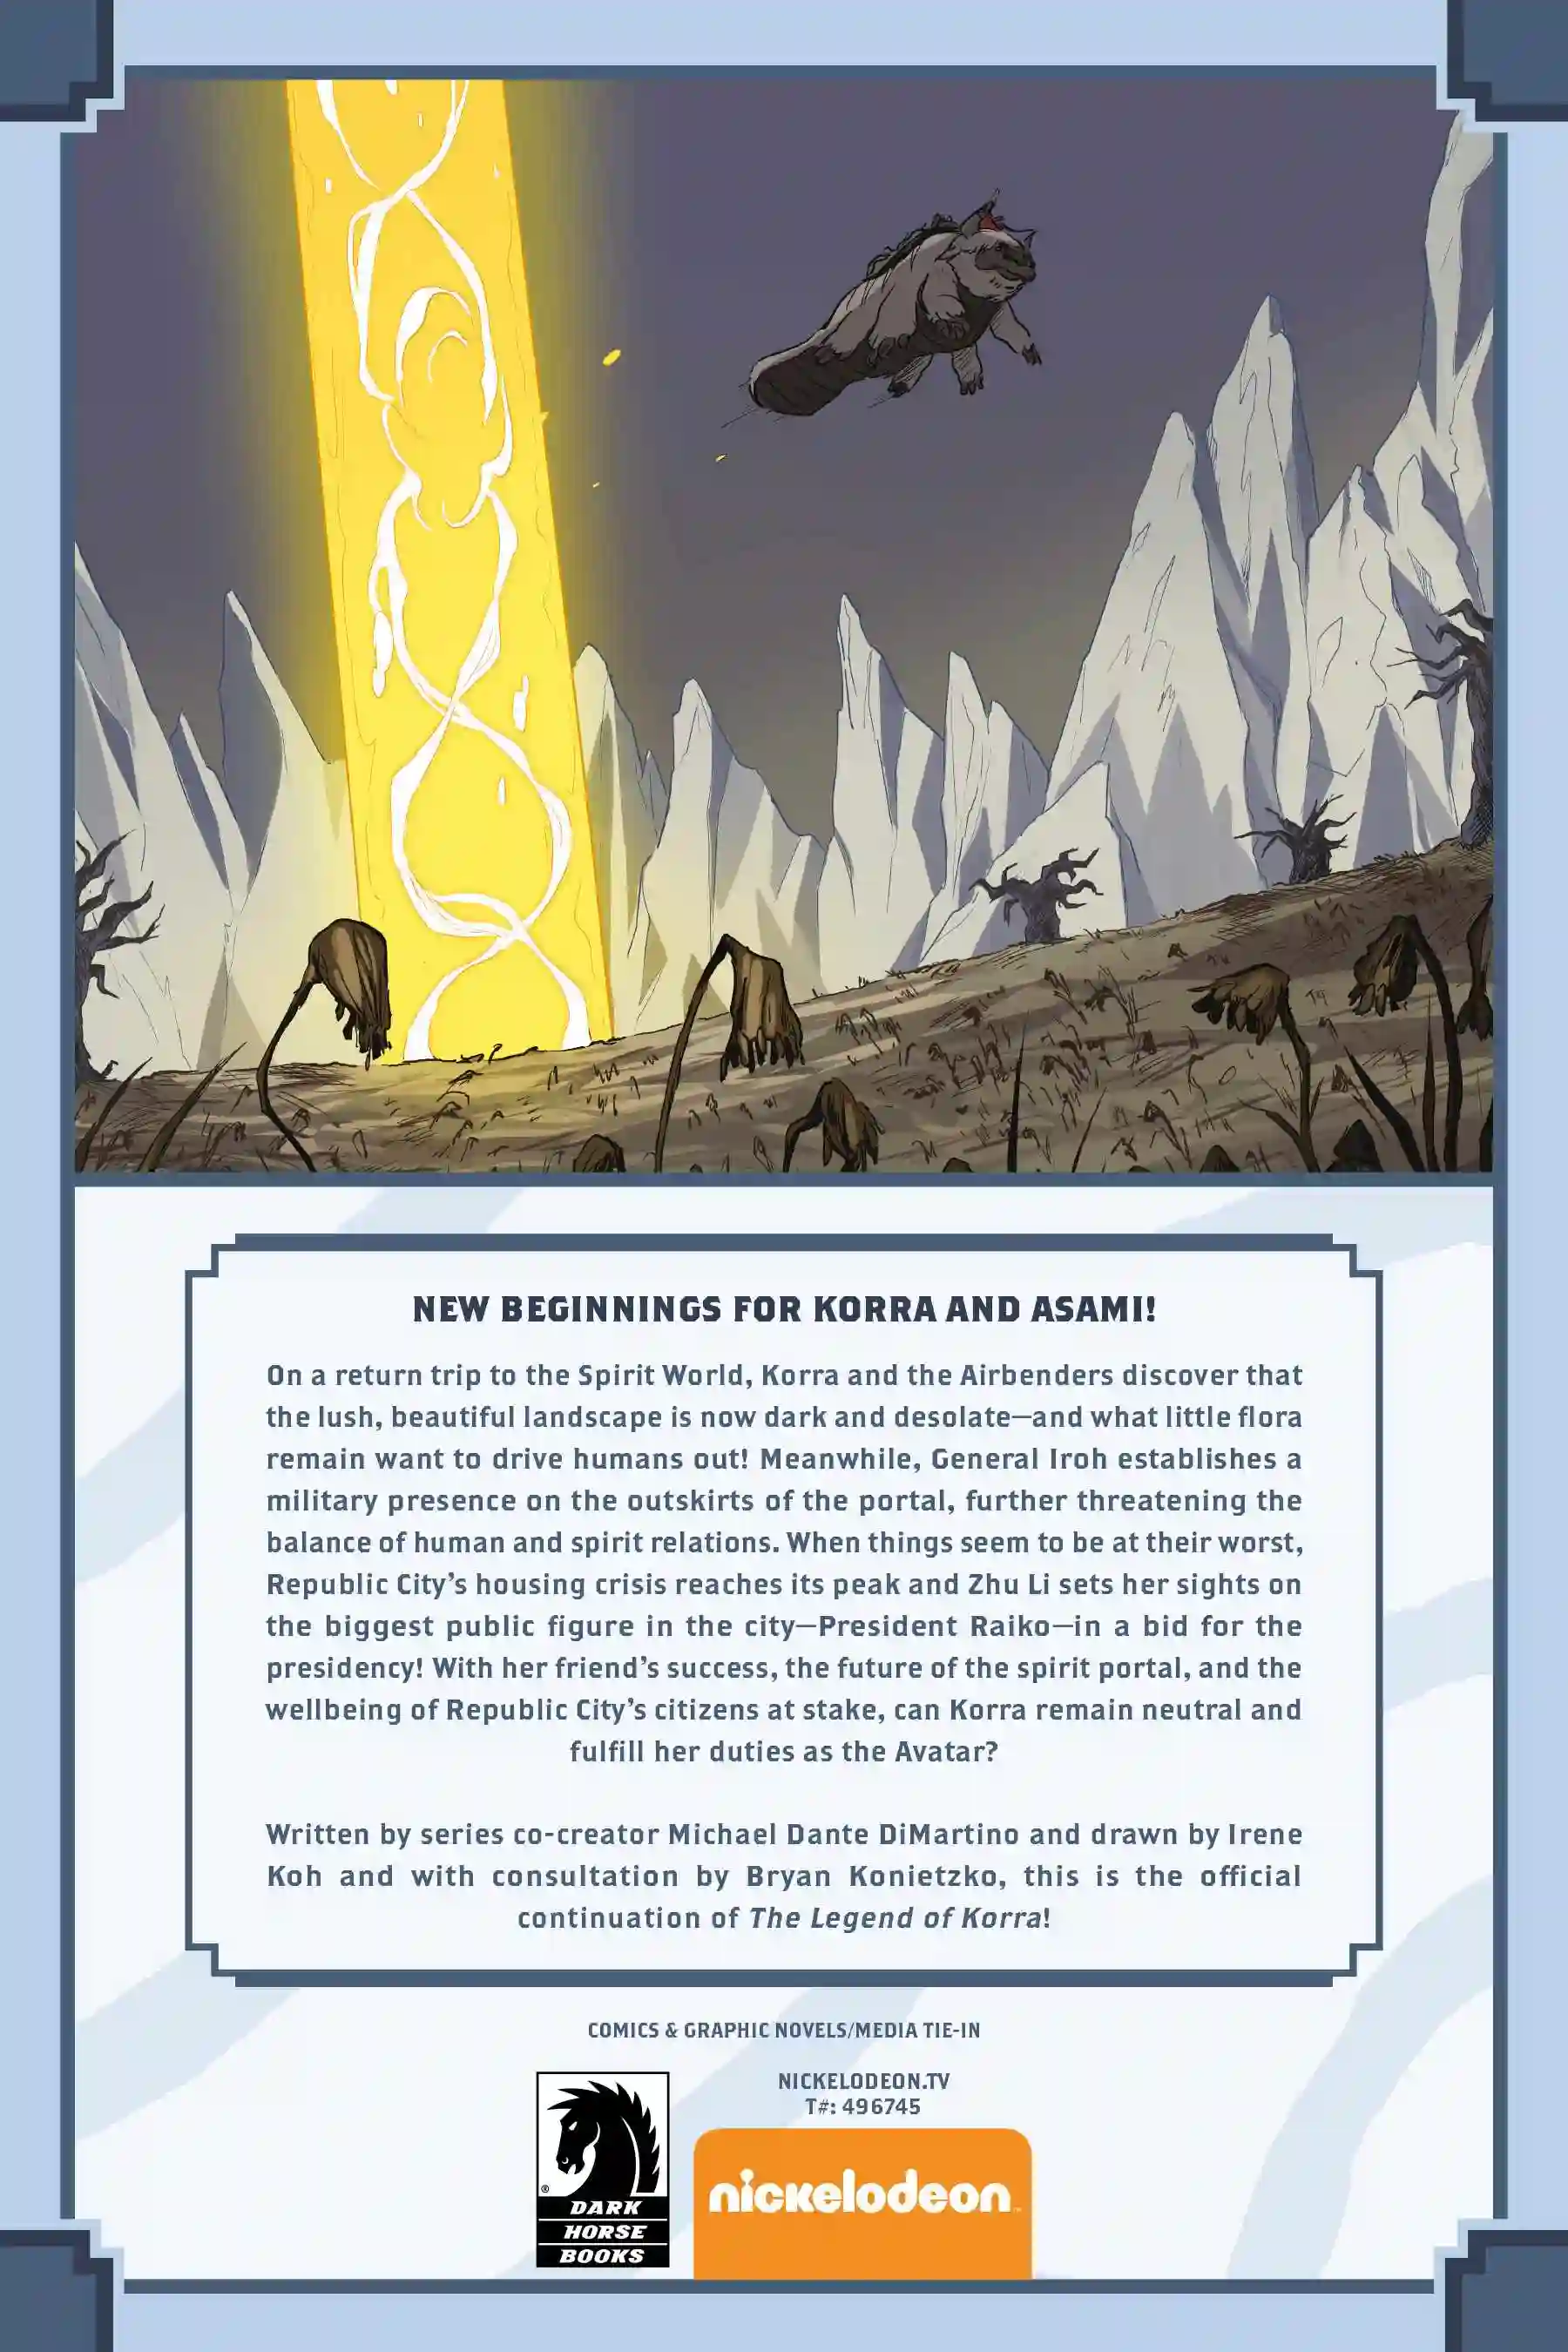 NEW BEGINNINGS FOR KORRA AND ASAMI!
On a return trip to the Spirit World, Korra and the Airbenders discover that
the lush, beautiful landscape is now dark and desolate—and what little flora
remain want to drive humans out! Meanwhile, General Iroh establishes a
military presence on the outskirts of the portal, further threatening the
balance of human and spirit relations. When things seem to be at their worst,
Republic City’s housing crisis reaches its peak and Zhu Li sets her sights on
the biggest public figure in the city—President Raiko—in a bid for the
presidency! With her friend’s success, the future of the spirit portal, and the
wellbeing of Republic City’s citizens at stake, can Korra remain neutral and
fulfill her duties as the Avatar?
Written by series co-creator Michael Dante DiMartino and drawn by Irene
Koh and with consultation by Bryan Konietzko, this is the official
continuation of The Legend of Korra!
COMICS & GRAPHIC NOVELS/MEDIA TIE-IN
NICKELODEON.TV
T#: 496745
®
DARK
HORSE
BOOKS
nickelodeon™